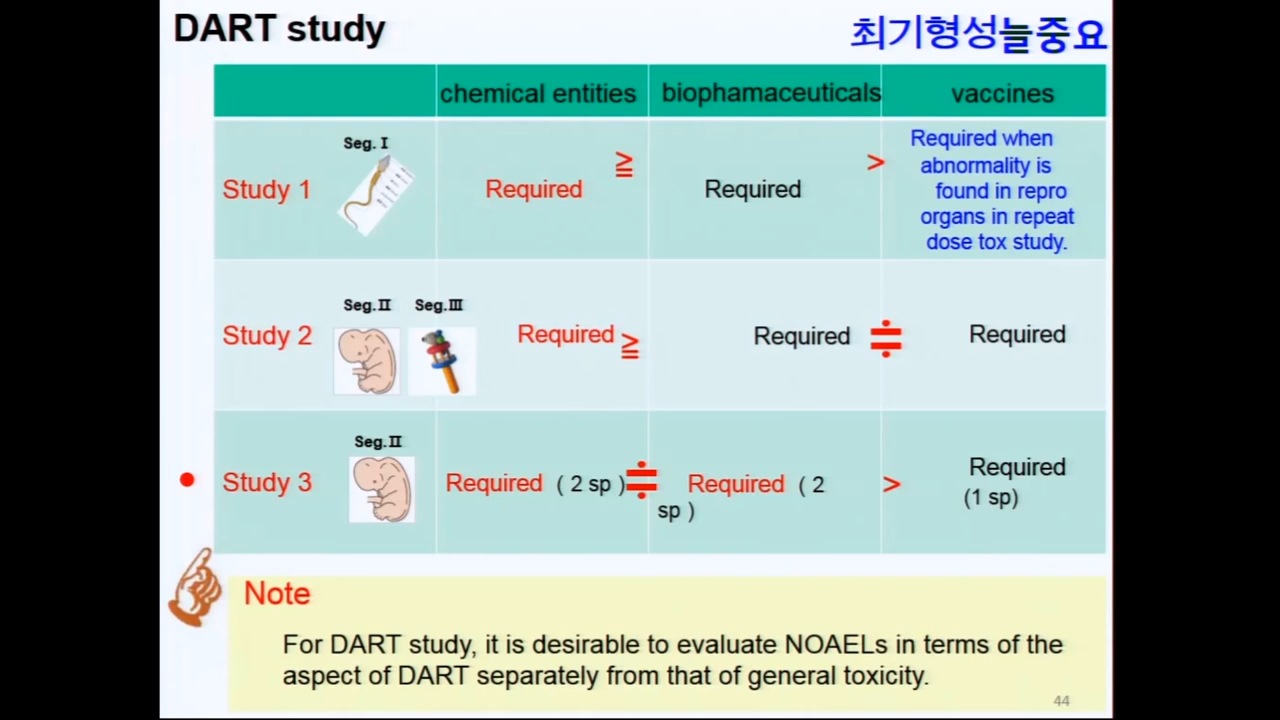 DART study
최기형성늘중요
chemical entities
biophamaceuticals
vaccines
Study 1
Seg. I
Required
≧
Required
>
Required when
abnormality is
found in repro
organs in repeat
dose tox study.
Study 2
Seg.Ⅱ
Seg.Ⅲ
Required
≧
Required
Required
Study 3
Seg.Ⅱ
Required ( 2 sp )
Required ( 2
sp )
>
Required
(1 sp)
Note
For DART study, it is desirable to evaluate NOAELs in terms of the
aspect of DART separately from that of general toxicity.
44